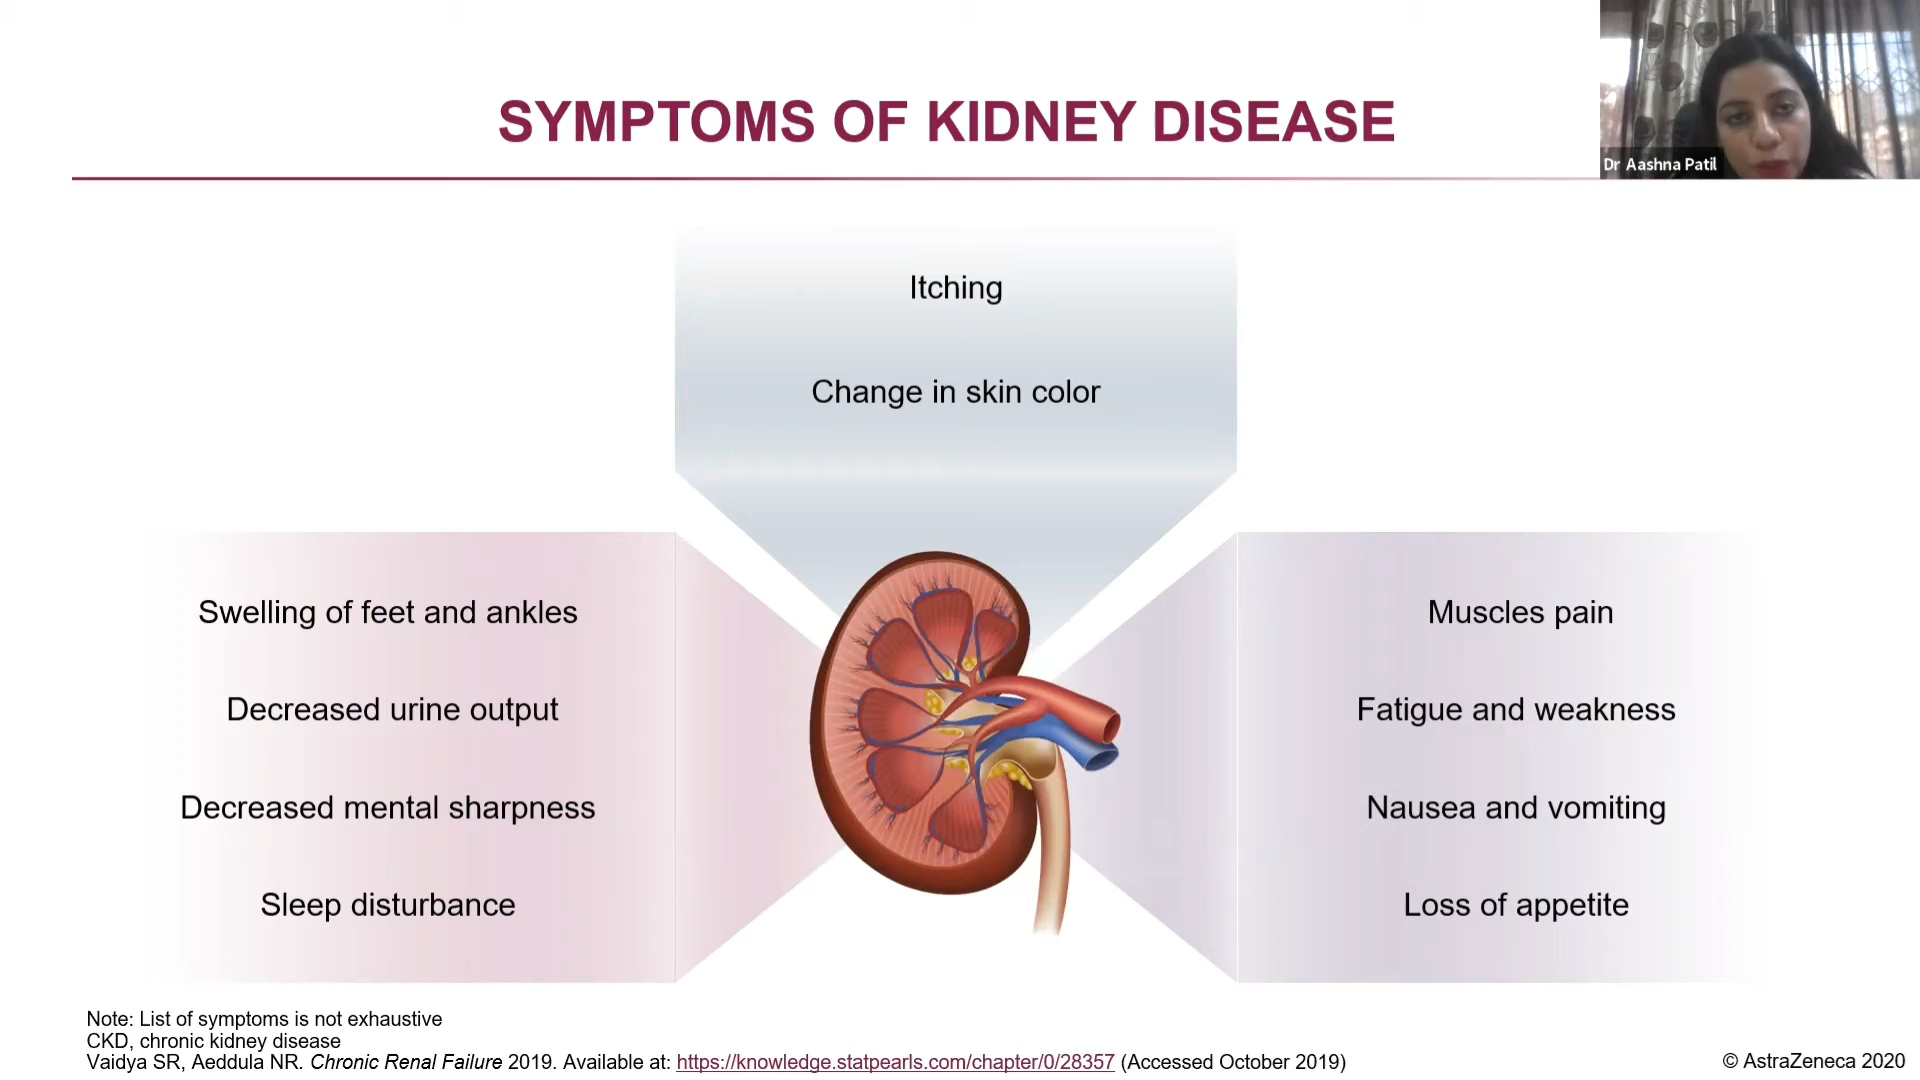 SYMPTOMS OF KIDNEY DISEASE
Dr Aashna Patil
Itching
Change in skin color
Swelling of feet and ankles
Decreased urine output
Decreased mental sharpness
Sleep disturbance
Muscles pain
Fatigue and weakness
Nausea and vomiting
Loss of appetite
Note: List of symptoms is not exhaustive
CKD, chronic kidney disease
Vaidya SR, Aeddula NR. Chronic Renal Failure 2019. Available at: https://knowledge.statpearls.com/chapter/0/28357 (Accessed October 2019)
© AstraZeneca 2020